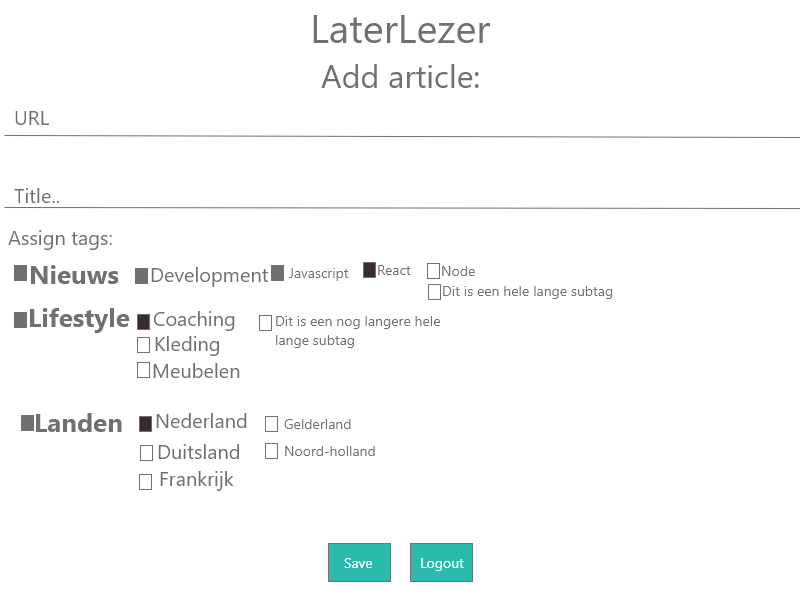 LaterLezer
Add article:
URL
Title..
Assign tags:
Nieuws Development Javascript React Node
Dit is een hele lange subtag
Lifestyle Coaching Dit is een nog langere hele
lange subtag
Kleding
Meubelen
Landen Nederland Gelderland
Duitsland Noord-holland
Frankrijk
Save Logout